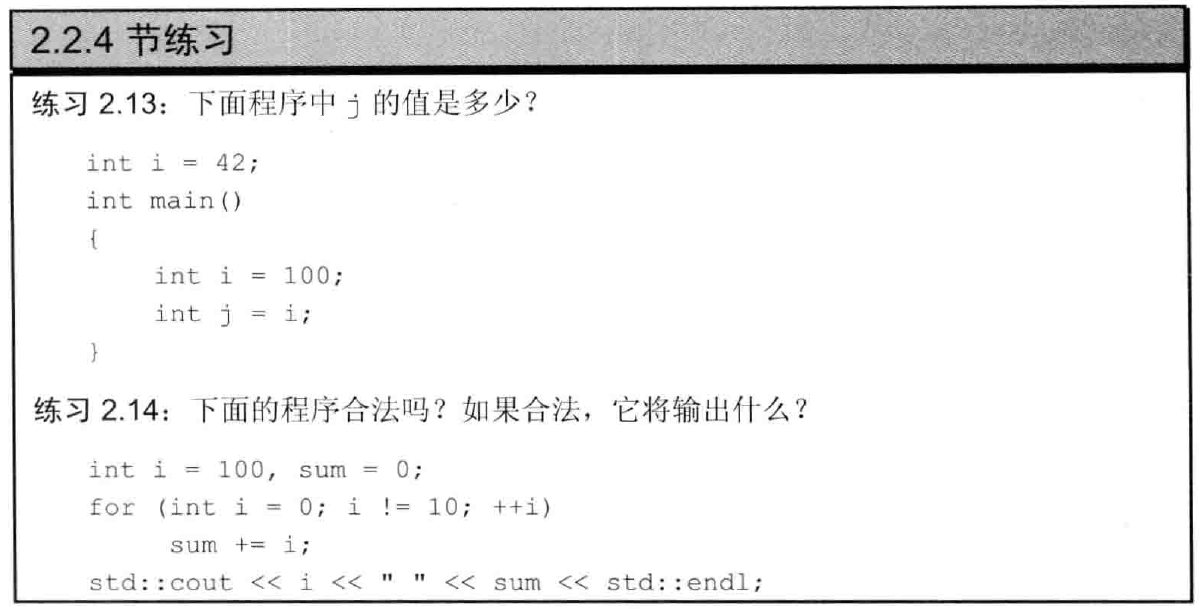 2.2.4 节练习
练习 2.13：下面程序中 j 的值是多少？
int i = 42;
int main()
{
    int i = 100;
    int j = i;
}
练习 2.14：下面的程序合法吗？如果合法，它将输出什么？
int i = 100, sum = 0;
for (int i = 0; i != 10; ++i)
     sum += i;
std::cout << i << " " << sum << std::endl;